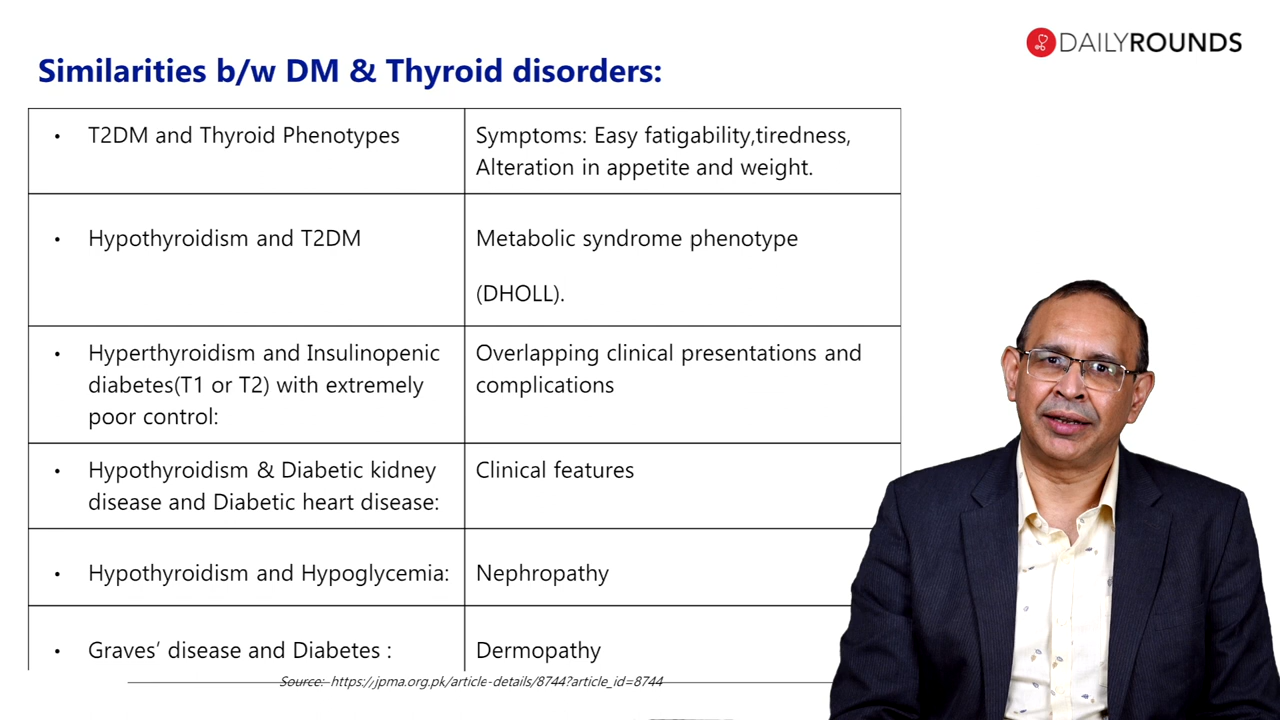 DAILYROUNDS
Similarities b/w DM & Thyroid disorders:
• T2DM and Thyroid Phenotypes
Symptoms: Easy fatigability,tiredness,
Alteration in appetite and weight.
• Hypothyroidism and T2DM
Metabolic syndrome phenotype
(DHOLL).
• Hyperthyroidism and Insulinopenic
diabetes(T1 or T2) with extremely
poor control:
Overlapping clinical presentations and
complications
• Hypothyroidism & Diabetic kidney
disease and Diabetic heart disease:
Clinical features
• Hypothyroidism and Hypoglycemia:
Nephropathy
• Graves’ disease and Diabetes :
Dermopathy
Source: https://jpma.org.pk/article-details/8744?article_id=8744